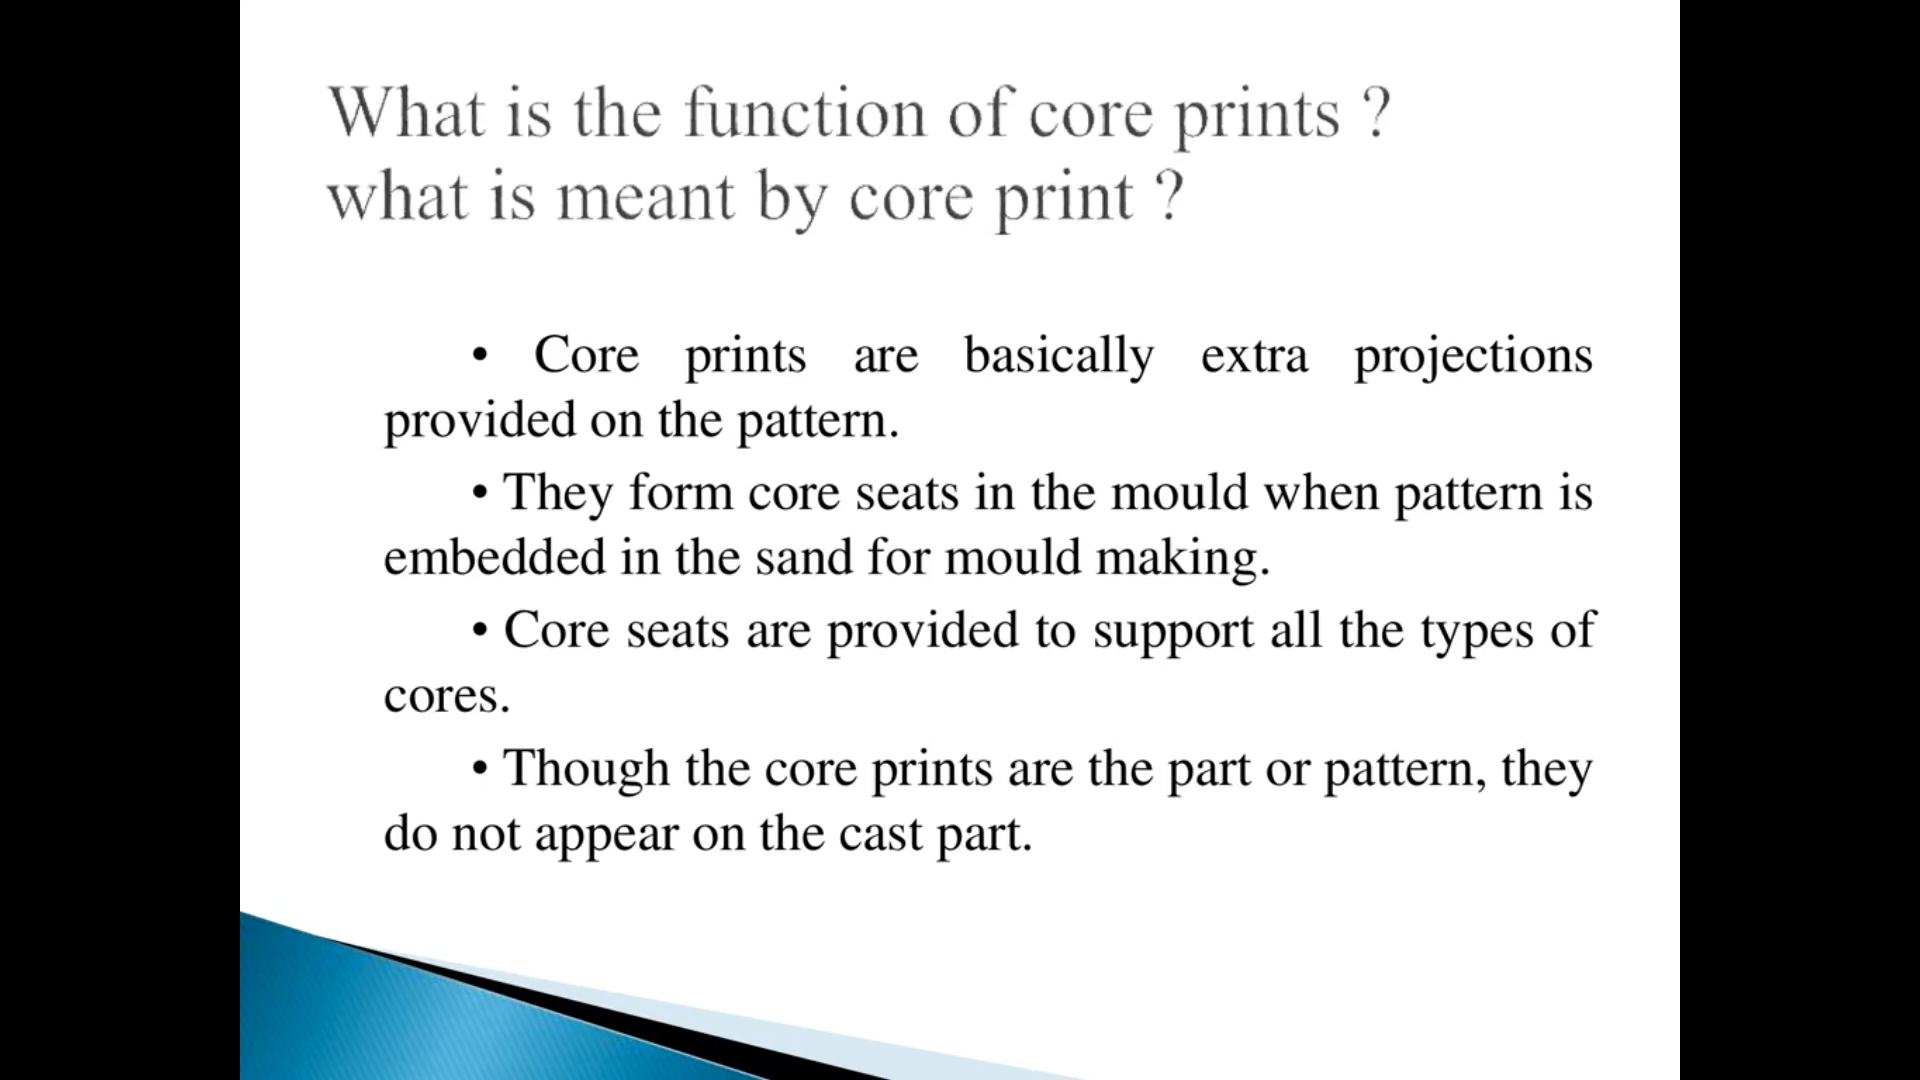 What is the function of core prints ?
what is meant by core print ?
• Core prints are basically extra projections
provided on the pattern.
• They form core seats in the mould when pattern is
embedded in the sand for mould making.
• Core seats are provided to support all the types of
cores.
• Though the core prints are the part or pattern, they
do not appear on the cast part.